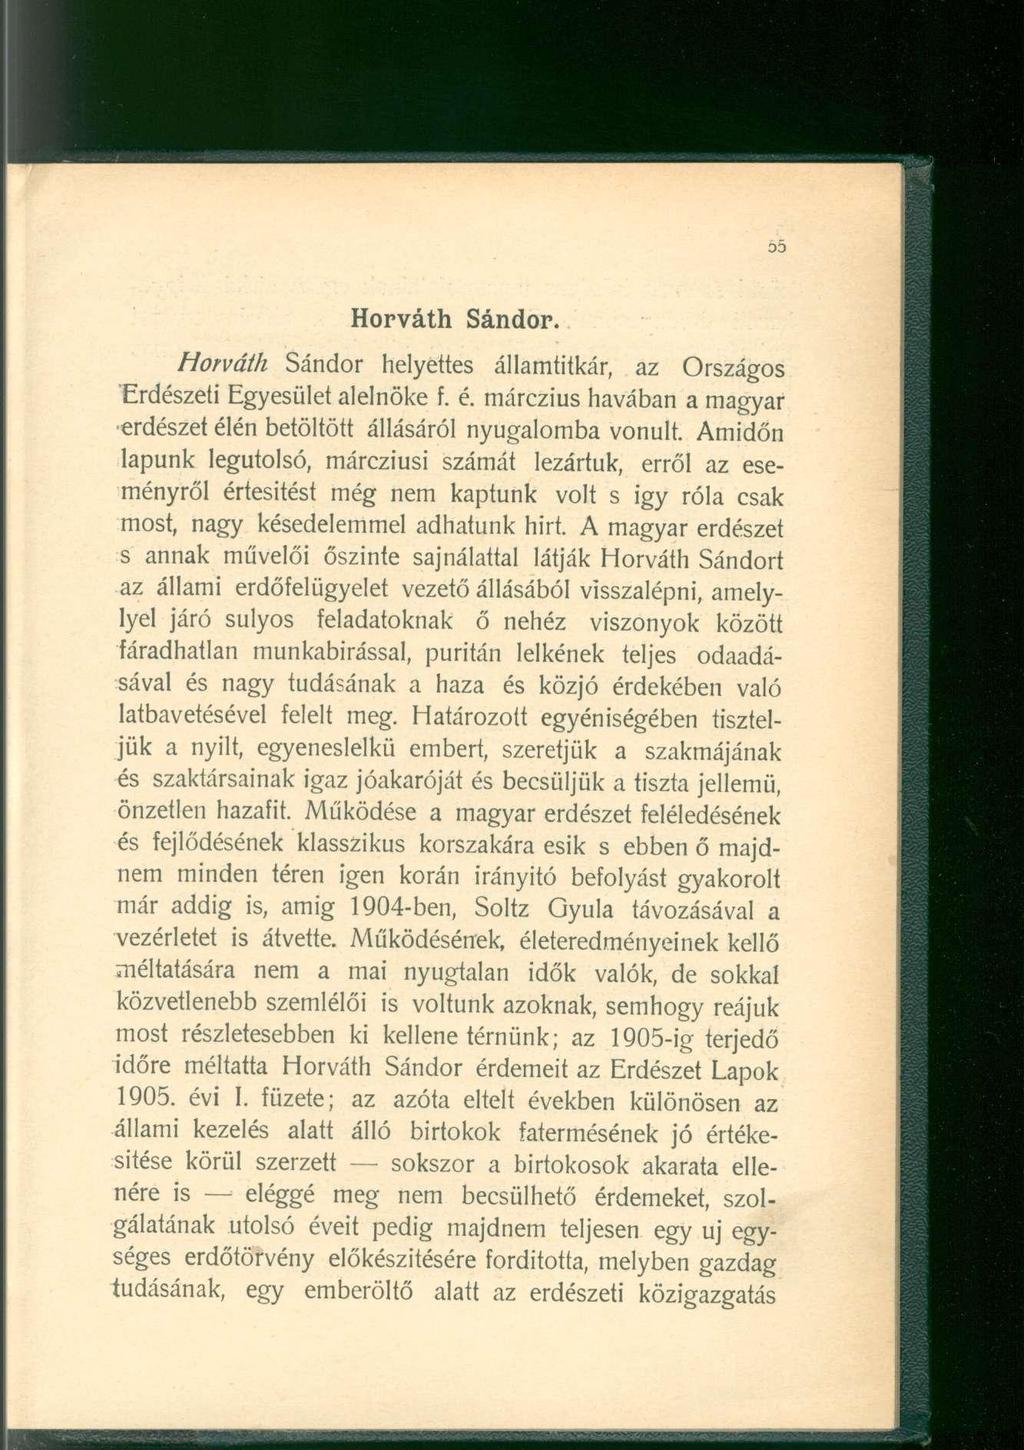 55
Horváth Sándor.
Horváth Sándor helyettes államtitkár, az Országos
Erdészeti Egyesület alelnöke f. é. márczius havában a magyar
erdészet élén betöltött állásáról nyugalomba vonult. Amidőn
lapunk legutolsó, márcziusi számát lezártuk, erről az ese-
ményről értesitést még nem kaptunk volt s igy róla csak
most, nagy késedelemmel adhatunk hirt. A magyar erdészet
s annak művelői őszinte sajnálattal látják Horváth Sándort
az állami erdőfelügyelet vezető állásából visszalépni, amely-
lyel járó sulyos feladatoknak ő nehéz viszonyok között
fáradhatlan munkabirással, puritán lelkének teljes odaadá-
sával és nagy tudásának a haza és közjó érdekében való
latbavetésével felelt meg. Határozott egyéniségében tisztel-
jük a nyilt, egyeneslelkü embert, szeretjük a szakmájának
és szaktársainak igaz jóakaróját és becsüljük a tiszta jellemü,
önzetlen hazafit. Működése a magyar erdészet feléledésének
és fejlődésének klasszikus korszakára esik s ebben ő majd-
nem minden téren igen korán irányitó befolyást gyakorolt
már addig is, amig 1904-ben, Soltz Gyula távozásával a
vezérletet is átvette. Működésének, életeredményeinek kellő
méltatására nem a mai nyugtalan idők valók, de sokkal
közvetlenebb szemlélői is voltunk azoknak, semhogy reájuk
most részletesebben ki kellene térnünk; az 1905-ig terjedő
időre méltatta Horváth Sándor érdemeit az Erdészet Lapok
1905. évi I. füzete; az azóta eltelt években különösen az
állami kezelés alatt álló birtokok fatermésének jó értéke-
sitése körül szerzett — sokszor a birtokosok akarata elle-
nére is — eléggé meg nem becsülhető érdemeket, szol-
gálatának utolsó éveit pedig majdnem teljesen egy uj egy-
séges erdőtörvény előkészitésére forditotta, melyben gazdag
tudásának, egy emberöltő alatt az erdészeti közigazgatás